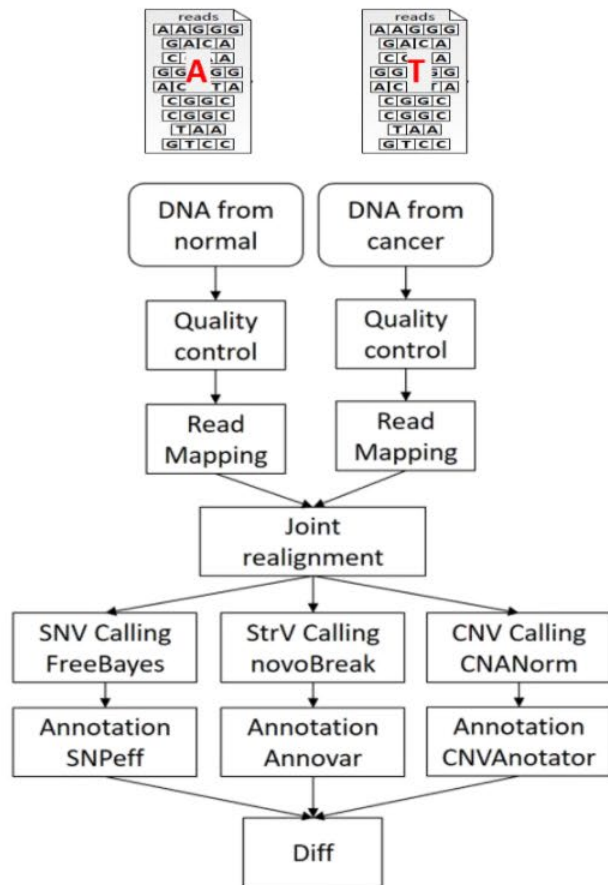 reads
AAGGG
GACA
A
GG GG
AC TA
CGGC
CGGC
TAA
GTCC
A
reads
AAGGG
GACA
A
GG GG
AC TA
CGGC
CGGC
TAA
GTCC
T
DNA from
normal
DNA from
cancer
Quality
control
Quality
control
Read
Mapping
Read
Mapping
Joint
realignment
SNV Calling
FreeBayes
StrV Calling
novoBreak
CNV Calling
CNANorm
Annotation
SNPeff
Annotation
Annovar
Annotation
CNVAnotator
Diff